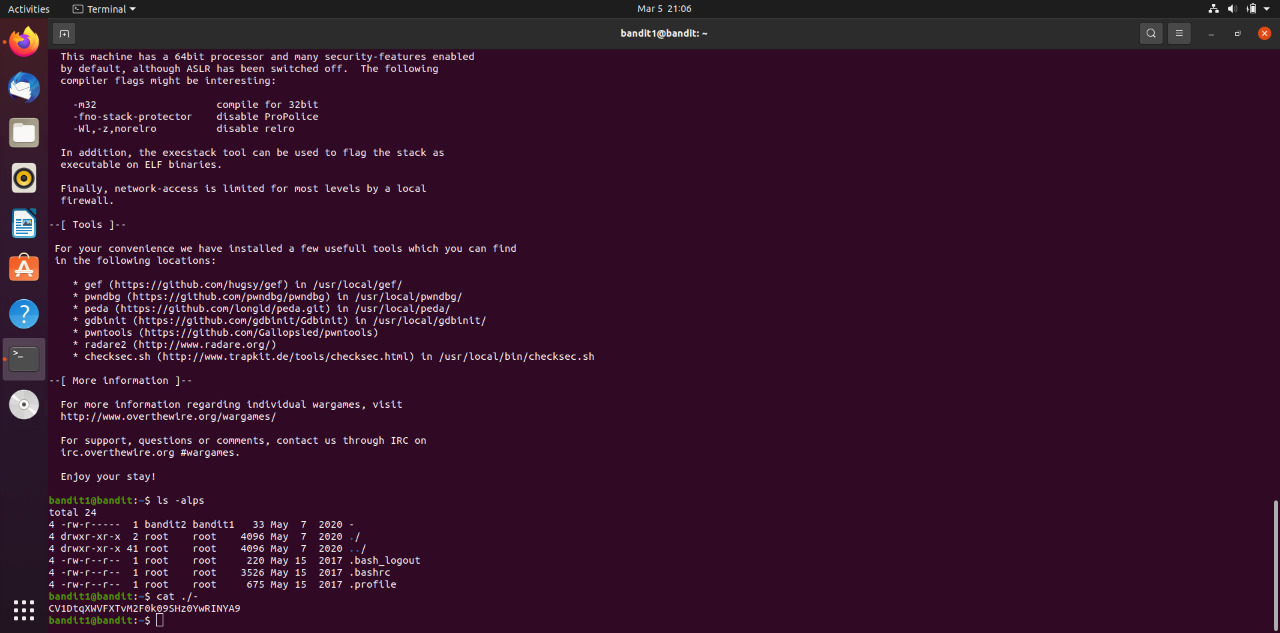 Activities
Terminal
Mar 5 21:06
bandit1@bandit: ~
This machine has a 64bit processor and many security-features enabled
by default, although ASLR has been switched off.  The following
compiler flags might be interesting:
-m32                    compile for 32bit
-fno-stack-protector    disable ProPolice
-Wl,-z,norelro          disable relro
In addition, the execstack tool can be used to flag the stack as
executable on ELF binaries.
Finally, network-access is limited for most levels by a local
firewall.
--[ Tools ]--
For your convenience we have installed a few usefull tools which you can find
in the following locations:
* gef (https://github.com/hugsy/gef) in /usr/local/gef/
* pwndbg (https://github.com/pwndbg/pwndbg) in /usr/local/pwndbg/
* peda (https://github.com/longld/peda.git) in /usr/local/peda/
* gdbinit (https://github.com/gdbinit/Gdbinit) in /usr/local/gdbinit/
* pwntools (https://github.com/Gallopsled/pwntools)
* radare2 (http://www.radare.org/)
* checksec.sh (http://www.trapkit.de/tools/checksec.html) in /usr/local/bin/checksec.sh
--[ More information ]--
For more information regarding individual wargames, visit
http://www.overthewire.org/wargames/
For support, questions or comments, contact us through IRC on
irc.overthewire.org #wargames.
Enjoy your stay!
bandit1@bandit:~$ ls -alps
total 24
4 -rw-r-----  1 bandit2 bandit1   33 May  7  2020 -
4 drwxr-xr-x  2 root    root    4096 May  7  2020 ./
4 drwxr-xr-x 41 root    root    4096 May  7  2020 ../
4 -rw-r--r--  1 root    root     220 May 15  2017 .bash_logout
4 -rw-r--r--  1 root    root    3526 May 15  2017 .bashrc
4 -rw-r--r--  1 root    root     675 May 15  2017 .profile
bandit1@bandit:~$ cat ./-
CV1DtqXWVFXTvM2F0k09SHz0YwRINYA9
bandit1@bandit:~$